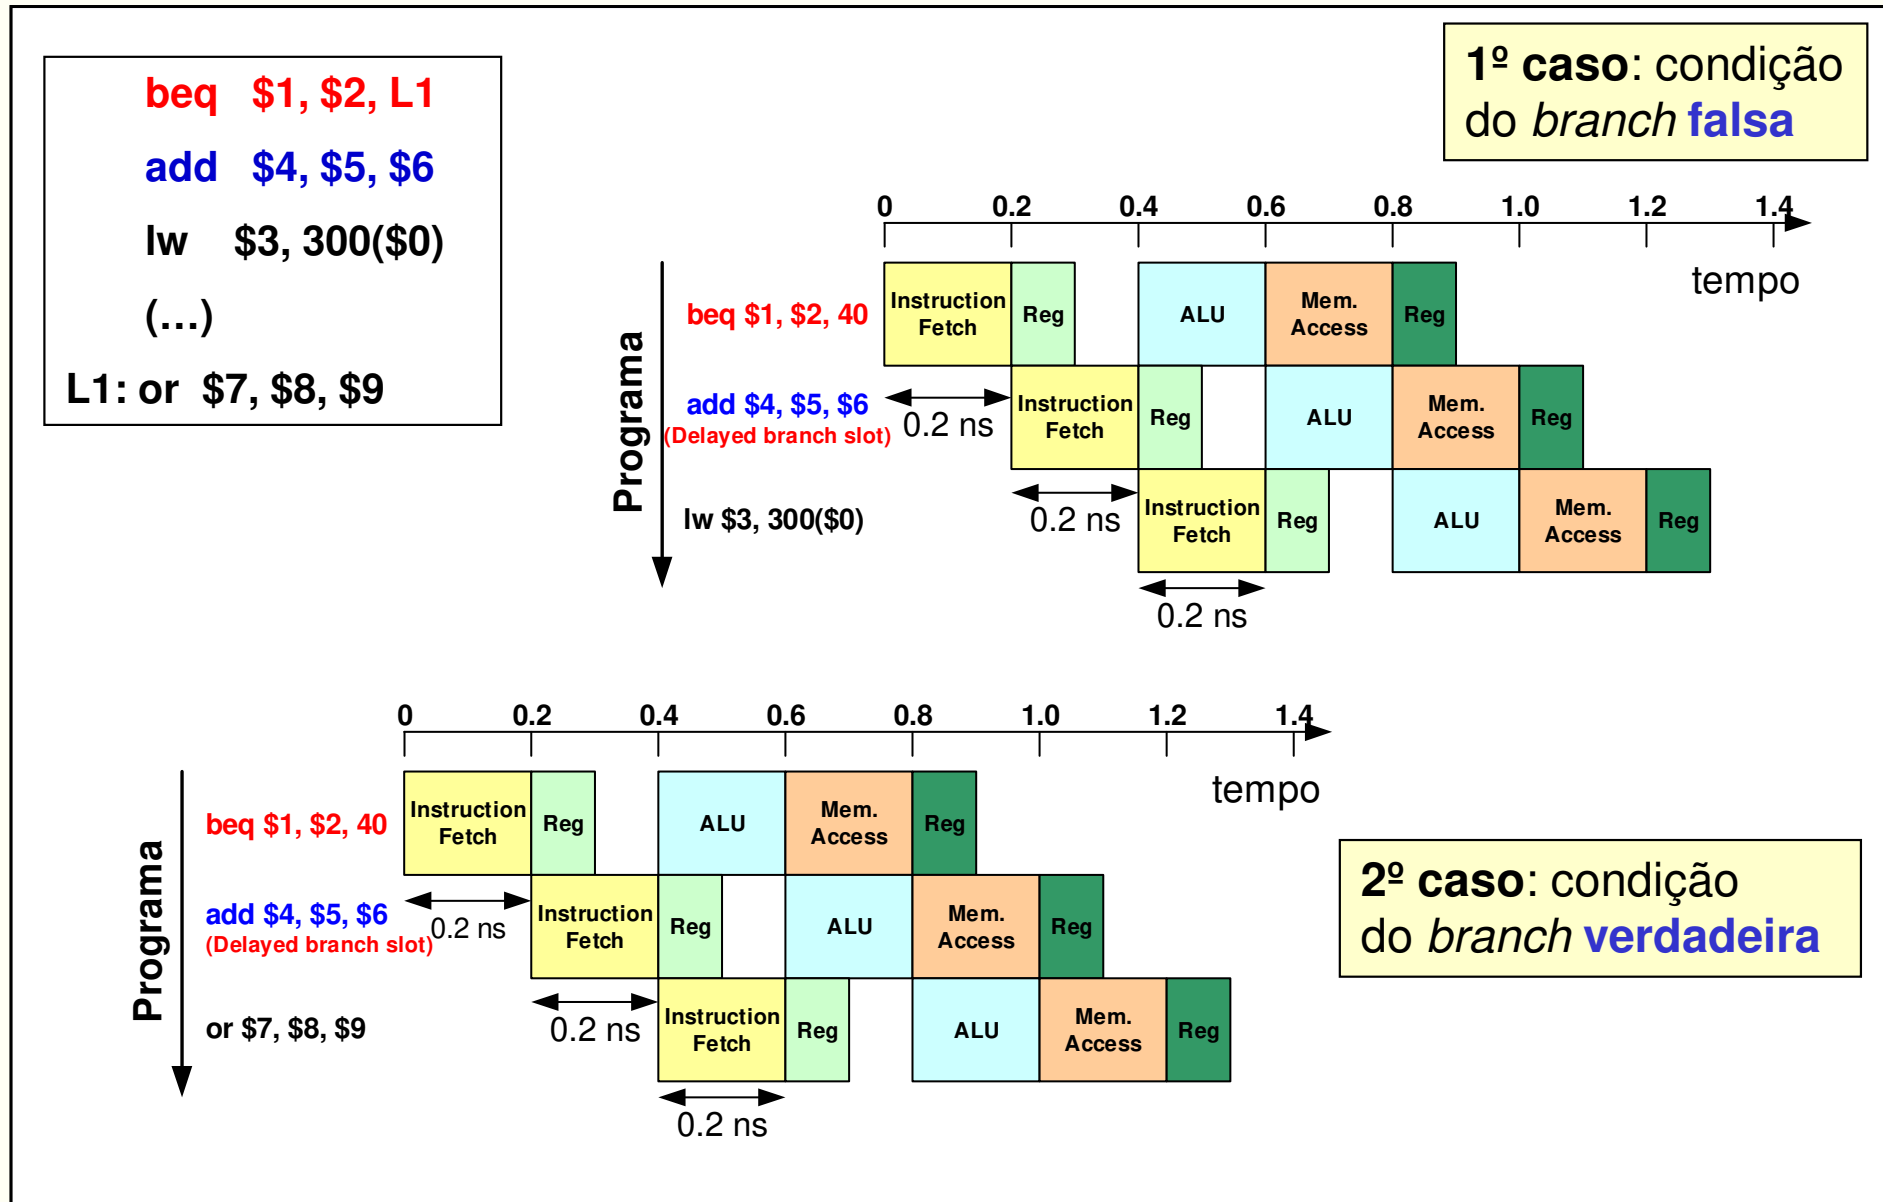 beq $1, $2, L1
add $4, $5, $6
lw $3, 300($0)
(...)
L1: or $7, $8, $9
1º caso: condição
do branch falsa
0 0.2 0.4 0.6 0.8 1.0 1.2 1.4
tempo
Programa
beq $1, $2, 40
Instruction
Fetch
Reg
ALU
Mem.
Access
Reg
0.2 ns
add $4, $5, $6
(Delayed branch slot)
Instruction
Fetch
Reg
ALU
Mem.
Access
Reg
0.2 ns
lw $3, 300($0)
Instruction
Fetch
Reg
ALU
Mem.
Access
Reg
0.2 ns
0 0.2 0.4 0.6 0.8 1.0 1.2 1.4
tempo
Programa
beq $1, $2, 40
Instruction
Fetch
Reg
ALU
Mem.
Access
Reg
0.2 ns
add $4, $5, $6
(Delayed branch slot)
Instruction
Fetch
Reg
ALU
Mem.
Access
Reg
0.2 ns
or $7, $8, $9
Instruction
Fetch
Reg
ALU
Mem.
Access
Reg
0.2 ns
2º caso: condição
do branch verdadeira